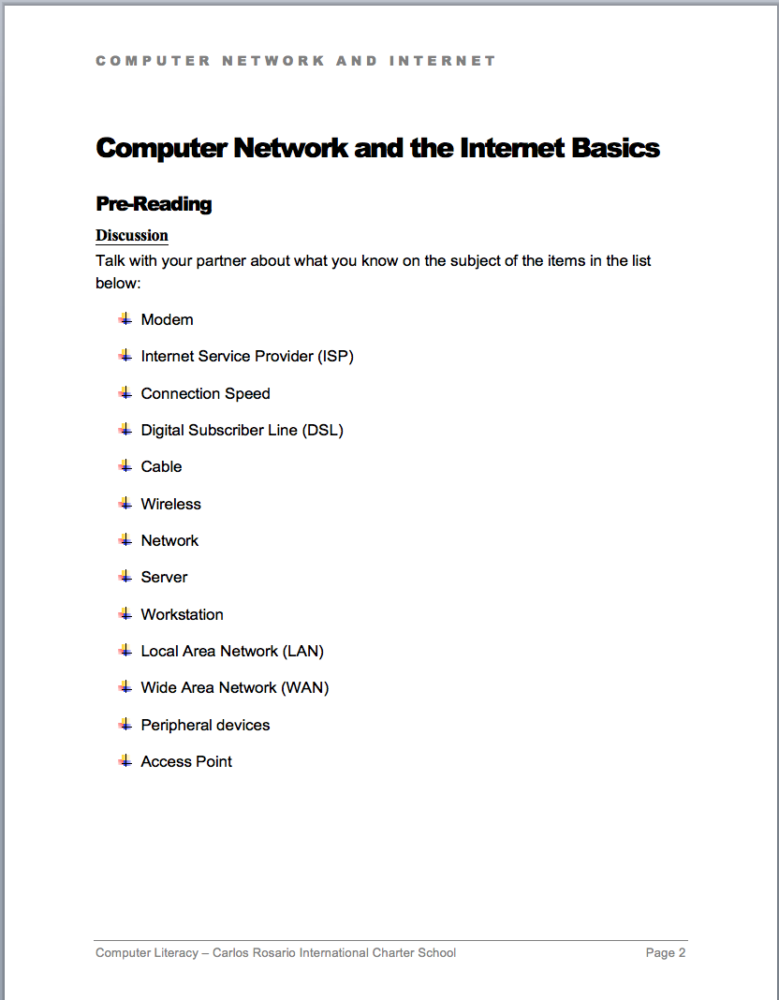 COMPUTER NETWORK AND INTERNET
Computer Network and the Internet Basics
Pre-Reading
Discussion
Talk with your partner about what you know on the subject of the items in the list
below:
Modem
Internet Service Provider (ISP)
Connection Speed
Digital Subscriber Line (DSL)
Cable
Wireless
Network
Server
Workstation
Local Area Network (LAN)
Wide Area Network (WAN)
Peripheral devices
Access Point
Computer Literacy – Carlos Rosario International Charter School Page 2